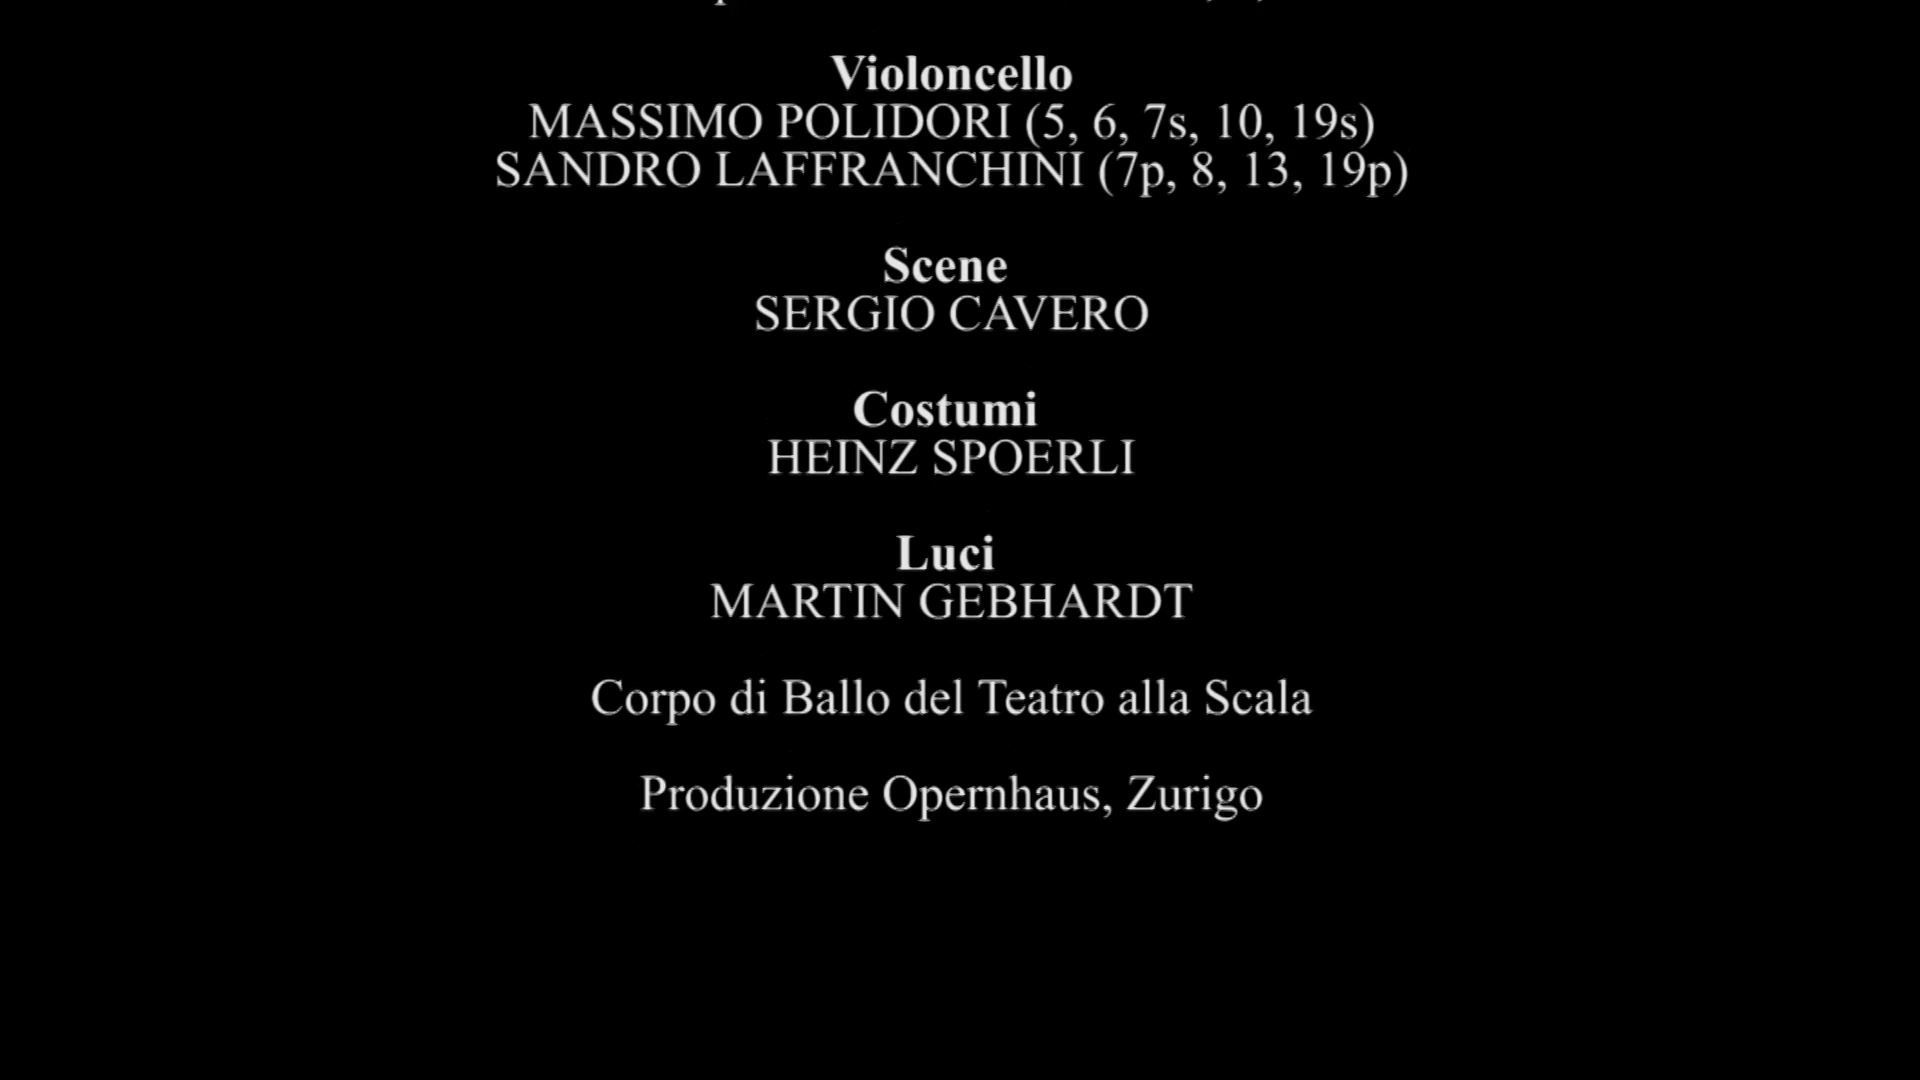 Violoncello
MASSIMO POLIDORI (5, 6, 7s, 10, 19s)
SANDRO LAFFRANCHINI (7p, 8, 13, 19p)
Scene
SERGIO CAVERO
Costumi
HEINZ SPOERLI
Luci
MARTIN GEBHARDT
Corpo di Ballo del Teatro alla Scala
Produzione Opernhaus, Zurigo